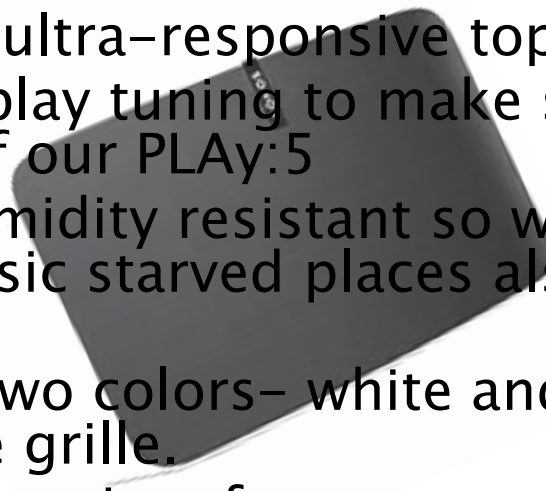 ultra-responsive top
play tuning to make s
f our PLAy:5
midity resistant so w
sic starved places als
wo colors- white and
e grille.